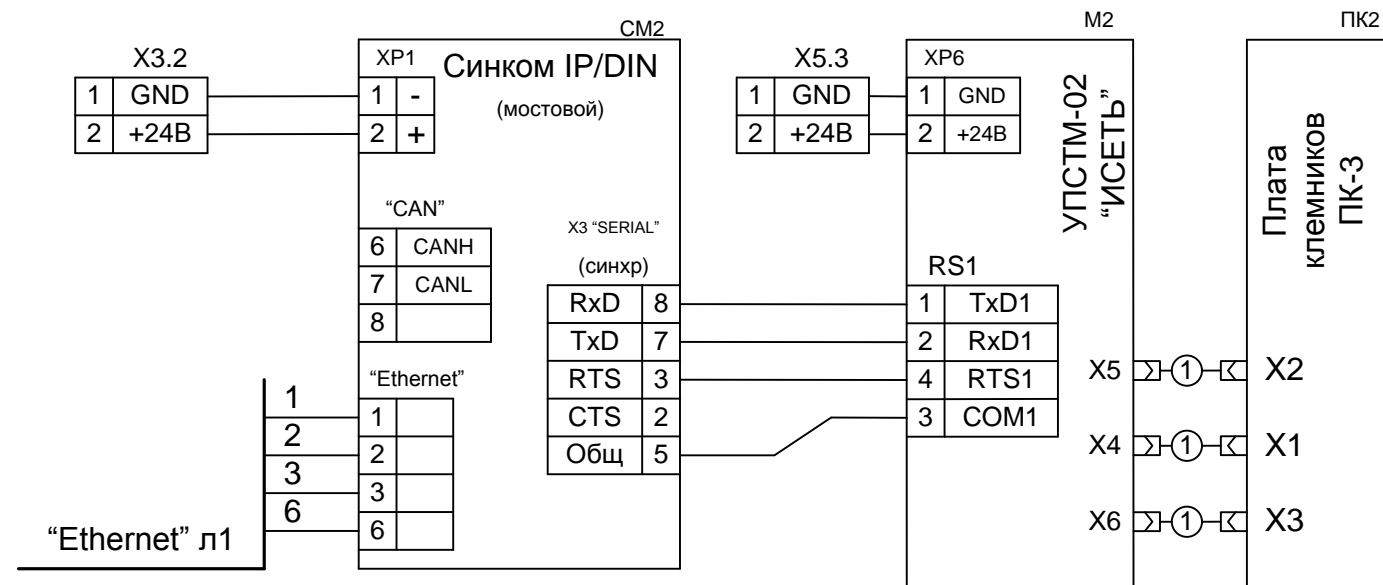 СМ2
М2
ПК2
X3.2
1 GND
2 +24В
XP1
1 -
2 +
Синком IP/DIN
(мостовой)
“CAN”
6 CANH
7 CANL
8
X3 “SERIAL”
(синхр)
RxD 8
TxD 7
RTS 3
CTS 2
Общ 5
“Ethernet”
1
2
3
6
1
2
3
6
“Ethernet” л1
X5.3
1 GND
2 +24В
XP6
1 GND
2 +24В
УПСТМ-02
“ИСЕТЬ”
RS1
1 TxD1
2 RxD1
4 RTS1
3 COM1
X5 1 X2
X4 1 X1
X6 1 X3
Плата
клемников
ПК-3